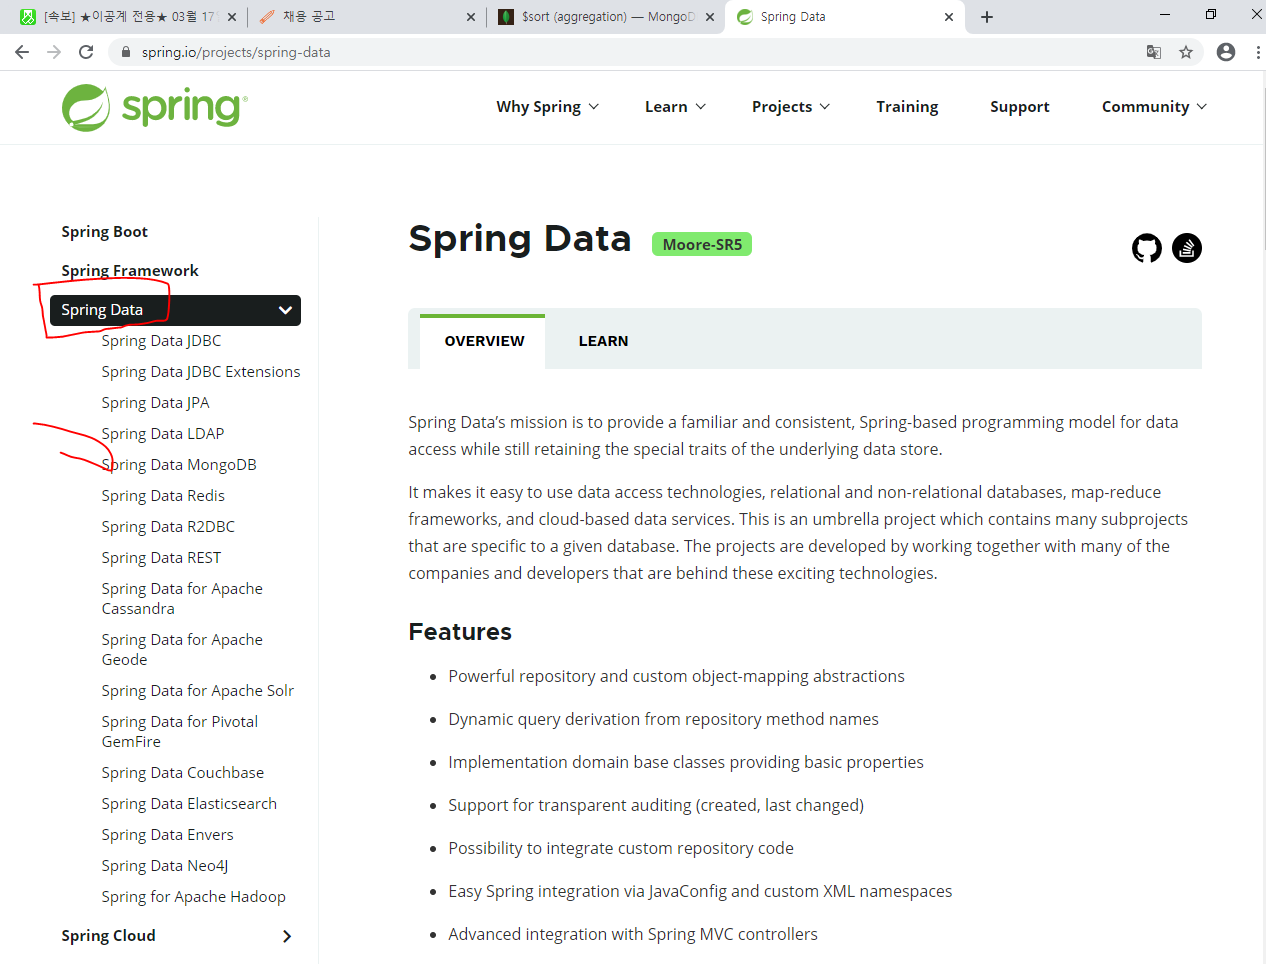 [속보] ★이공계 전용★ 03월 17
채용 공고
$sort (aggregation) — MongoD
Spring Data
spring.io/projects/spring-data
spring
Why Spring
Learn
Projects
Training
Support
Community
Spring Boot
Spring Framework
Spring Data
Spring Data JDBC
Spring Data JDBC Extensions
Spring Data JPA
Spring Data LDAP
Spring Data MongoDB
Spring Data Redis
Spring Data R2DBC
Spring Data REST
Spring Data for Apache
Cassandra
Spring Data for Apache
Geode
Spring Data for Apache Solr
Spring Data for Pivotal
GemFire
Spring Data Couchbase
Spring Data Elasticsearch
Spring Data Envers
Spring Data Neo4J
Spring for Apache Hadoop
Spring Cloud
Spring Data Moore-SR5
OVERVIEW
LEARN
Spring Data’s mission is to provide a familiar and consistent, Spring-based programming model for data
access while still retaining the special traits of the underlying data store.
It makes it easy to use data access technologies, relational and non-relational databases, map-reduce
frameworks, and cloud-based data services. This is an umbrella project which contains many subprojects
that are specific to a given database. The projects are developed by working together with many of the
companies and developers that are behind these exciting technologies.
Features
• Powerful repository and custom object-mapping abstractions
• Dynamic query derivation from repository method names
• Implementation domain base classes providing basic properties
• Support for transparent auditing (created, last changed)
• Possibility to integrate custom repository code
• Easy Spring integration via JavaConfig and custom XML namespaces
• Advanced integration with Spring MVC controllers